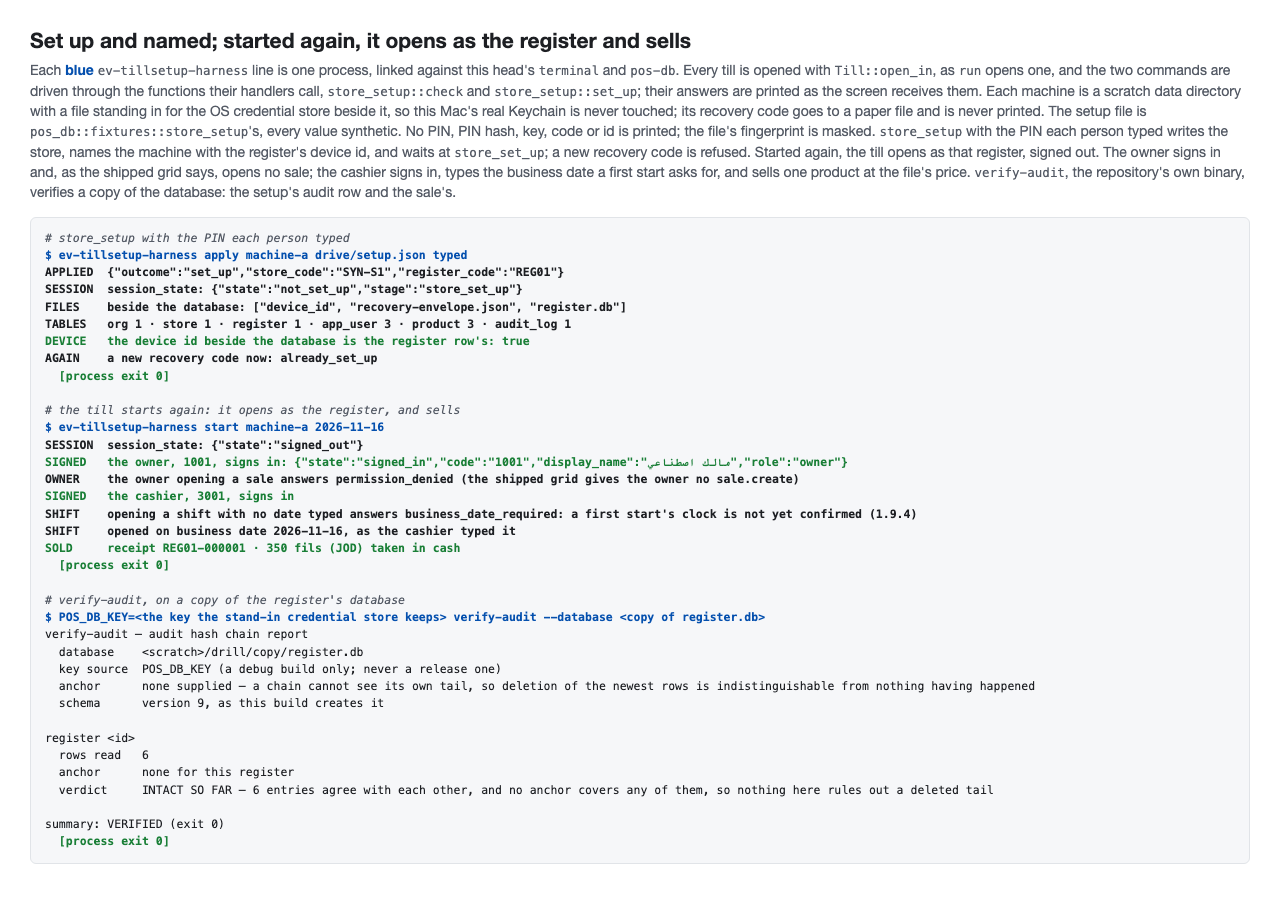 Set up and named; started again, it opens as the register and sells
Each blue ev-tillsetup-harness line is one process, linked against this head's terminal and pos-db. Every till is opened with Till::open_in, as run opens one, and the two commands are
driven through the functions their handlers call, store_setup::check and store_setup::set_up; their answers are printed as the screen receives them. Each machine is a scratch data directory
with a file standing in for the OS credential store beside it, so this Mac's real Keychain is never touched; its recovery code goes to a paper file and is never printed. The setup file is
pos_db::fixtures::store_setup's, every value synthetic. No PIN, PIN hash, key, code or id is printed; the file's fingerprint is masked. store_setup with the PIN each person typed writes the
store, names the machine with the register's device id, and waits at store_set_up; a new recovery code is refused. Started again, the till opens as that register, signed out. The owner signs in
and, as the shipped grid says, opens no sale; the cashier signs in, types the business date a first start asks for, and sells one product at the file's price. verify-audit, the repository's own binary,
verifies a copy of the database: the setup's audit row and the sale's.
# store_setup with the PIN each person typed
$ ev-tillsetup-harness apply machine-a drive/setup.json typed
APPLIED {"outcome":"set_up","store_code":"SYN-S1","register_code":"REG01"}
SESSION session_state: {"state":"not_set_up","stage":"store_set_up"}
FILES beside the database: ["device_id", "recovery-envelope.json", "register.db"]
TABLES org 1 · store 1 · register 1 · app_user 3 · product 3 · audit_log 1
DEVICE the device id beside the database is the register row's: true
AGAIN a new recovery code now: already_set_up
[process exit 0]
# the till starts again: it opens as the register, and sells
$ ev-tillsetup-harness start machine-a 2026-11-16
SESSION session_state: {"state":"signed_out"}
SIGNED the owner, 1001, signs in: {"state":"signed_in","code":"1001","display_name":"مالك اصطناعي","role":"owner"}
OWNER the owner opening a sale answers permission_denied (the shipped grid gives the owner no sale.create)
SIGNED the cashier, 3001, signs in
SHIFT opening a shift with no date typed answers business_date_required: a first start's clock is not yet confirmed (1.9.4)
SHIFT opened on business date 2026-11-16, as the cashier typed it
SOLD receipt REG01-000001 · 350 fils (JOD) taken in cash
[process exit 0]
# verify-audit, on a copy of the register's database
$ POS_DB_KEY=<the key the stand-in credential store keeps> verify-audit --database <copy of register.db>
verify-audit — audit hash chain report
database <scratch>/drill/copy/register.db
key source POS_DB_KEY (a debug build only; never a release one)
anchor none supplied — a chain cannot see its own tail, so deletion of the newest rows is indistinguishable from nothing having happened
schema version 9, as this build creates it
register <id>
rows read 6
anchor none for this register
verdict INTACT SO FAR — 6 entries agree with each other, and no anchor covers any of them, so nothing here rules out a deleted tail
summary: VERIFIED (exit 0)
[process exit 0]